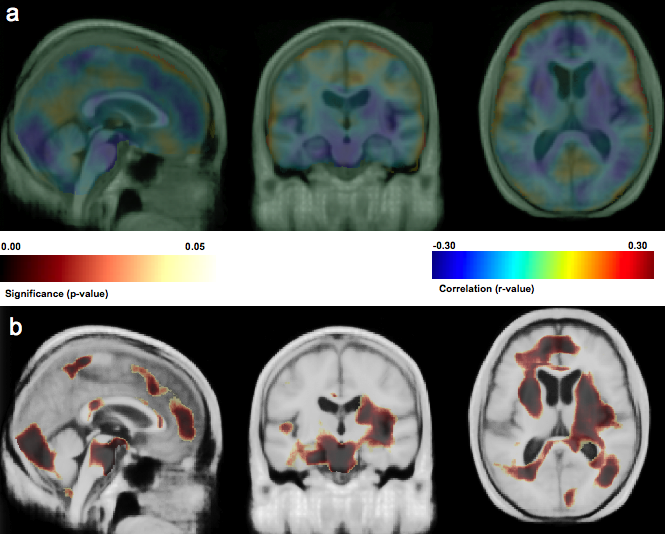 a
0.00 0.05
Significance (p-value)
-0.30 0.30
Correlation (r-value)
b